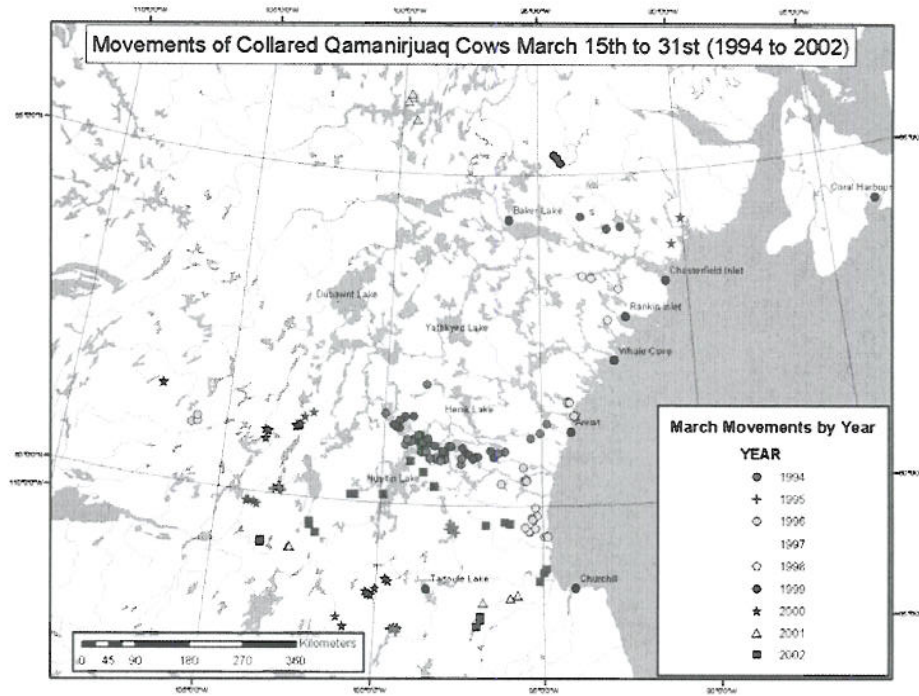 Movements of Collared Qamanirjuaq Cows March 15th to 31st (1994 to 2002)
Coral Harbour
Baker Lake
Chesterfield Inlet
Dubawnt Lake
Rankin Inlet
Yathkyed Lake
Whale Cove
Henik Lake
Arviat
Nueltin Lake
Tadoule Lake
Churchill
March Movements by Year
YEAR
1994
1995
1996
1997
1998
1999
2000
2001
2002
Kilometers
0 45 90 180 270 360